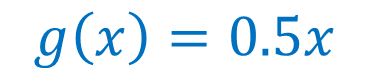 g(x) = 0.5x